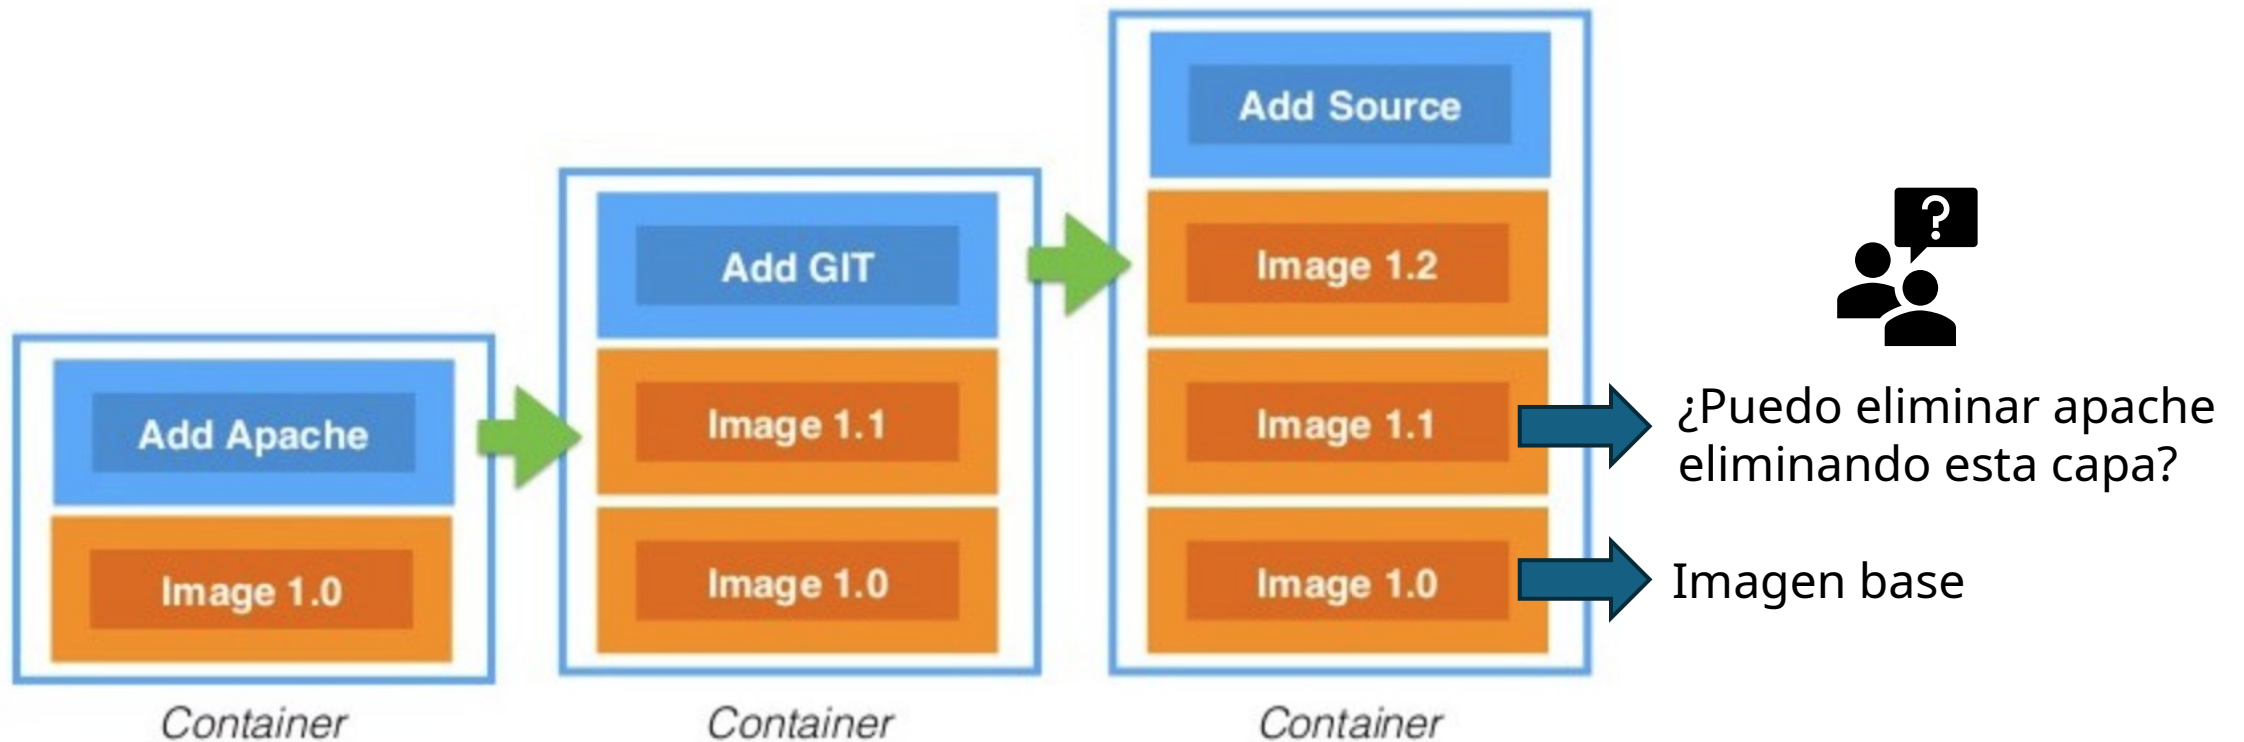 Add Apache
Image 1.0
Container
Add GIT
Image 1.1
Image 1.0
Container
Add Source
Image 1.2
Image 1.1
Image 1.0
Container
?
¿Puedo eliminar apache
eliminando esta capa?
Imagen base